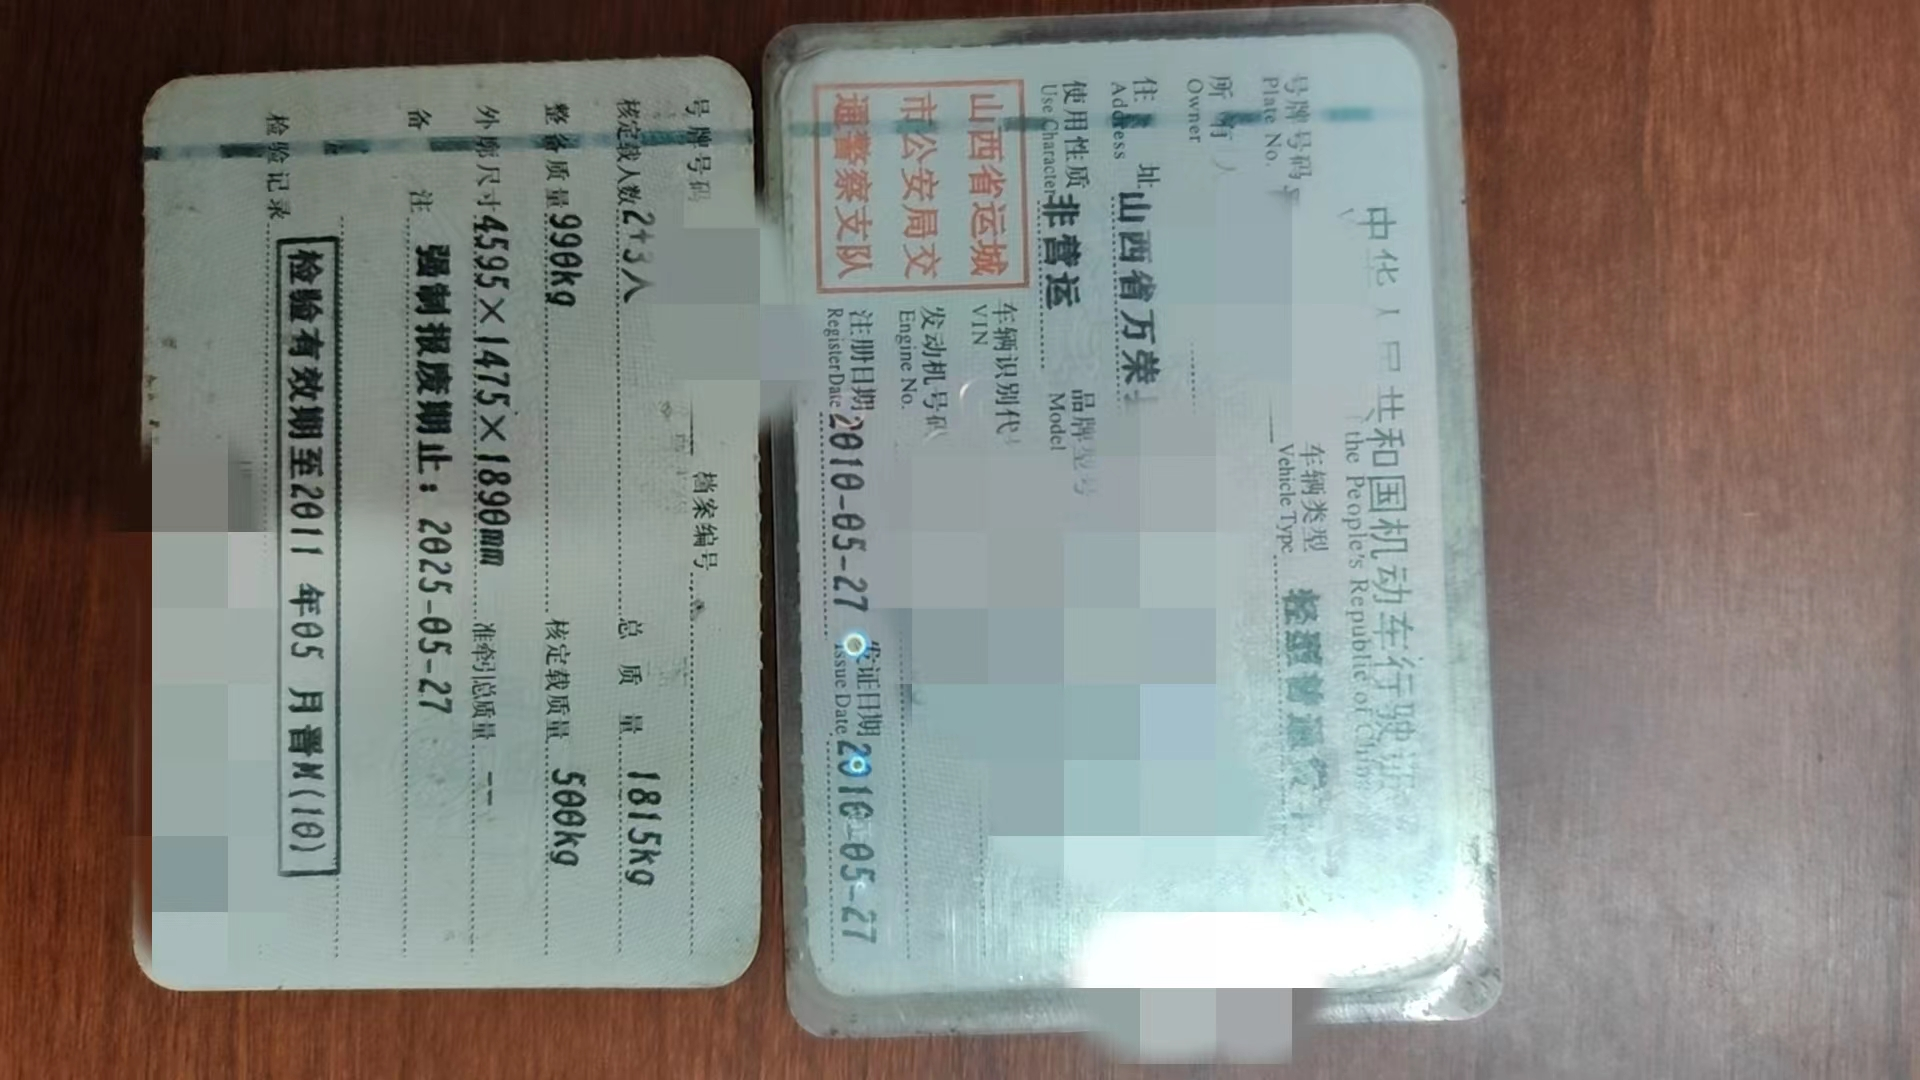 中华
共和国机动车行驶证
the People's Republic of China
号牌号码
Plate No.
车辆类型
Vehicle Type
所有人
Owner
住址 山西省万荣
Address
使用性质 非营运
Use Character
品牌型号
Model
山西省运城
市公安局交
通警察支队
车辆识别代
VIN
发动机号码
Engine No.
注册日期 2010-05-27
Register Date
发证日期 2010-05-27
Issue Date
号牌号码
档案编号
核定载人数 2+3人
总质量 1815kg
整备质量 990kg
核定载质量 500kg
外廓尺寸 4595×1475×1890mm
准牵引总质量 --
备注 强制报废期止：2025-05-27
检验记录
检验有效期至2011 年05 月晋M(10)